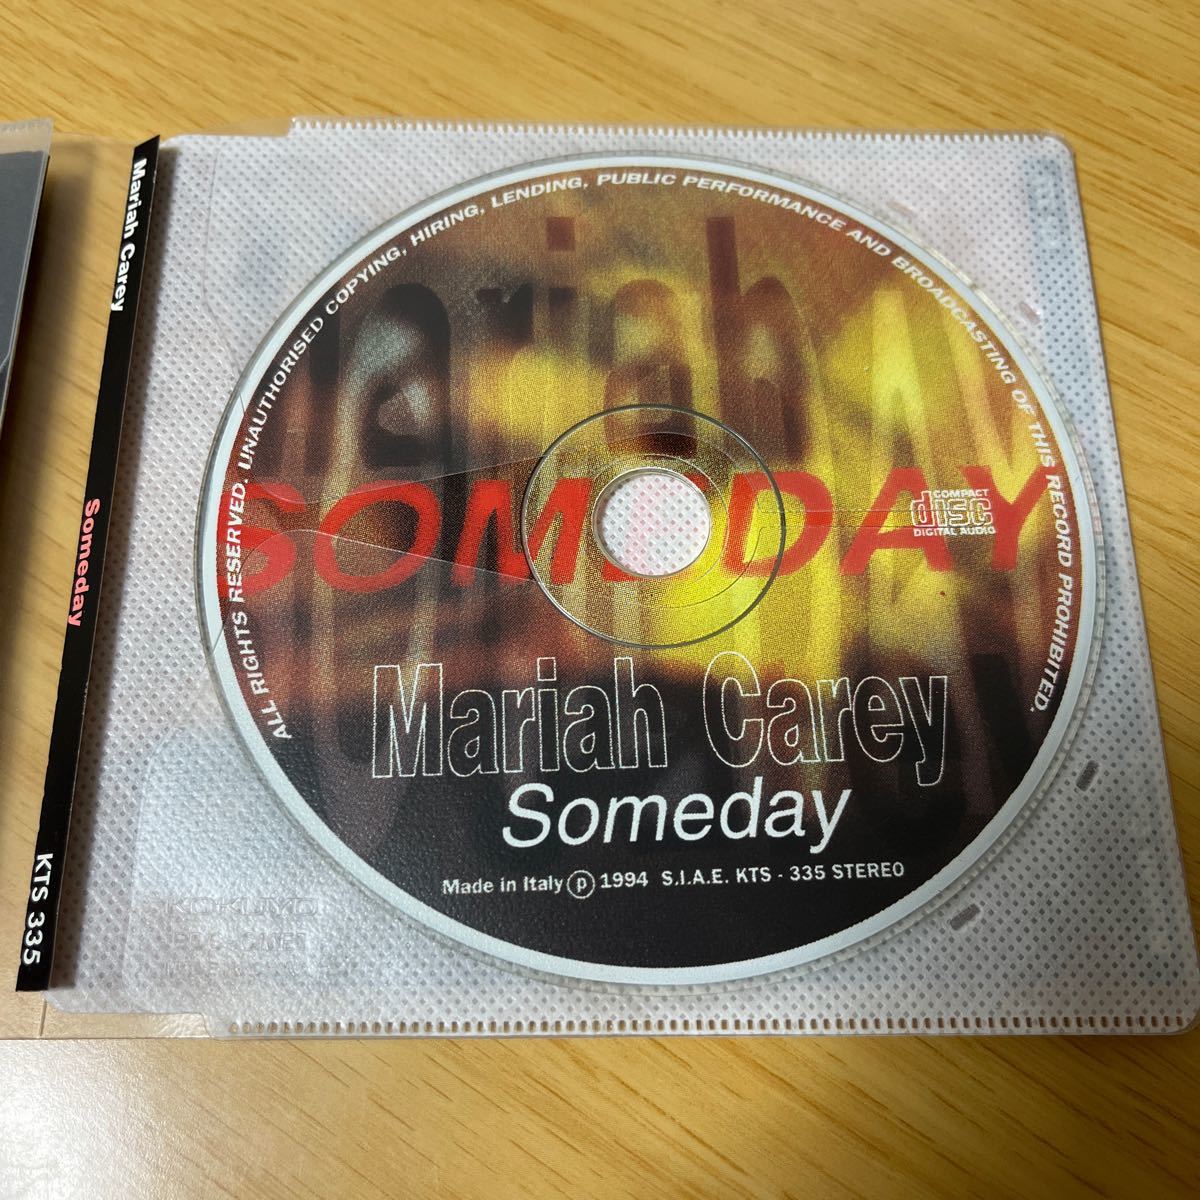 Mariah Carey
Someday
KTS 335
ALL RIGHTS RESERVED. UNAUTHORISED COPYING, HIRING, LENDING, PUBLIC PERFORMANCE AND BROADCASTING OF THIS RECORD PROHIBITED.
SOMEDAY
COMPACT
disc
DIGITAL AUDIO
Mariah Carey
Someday
Made in Italy ℗ 1994 S.I.A.E. KTS - 335 STEREO
KOKUYO